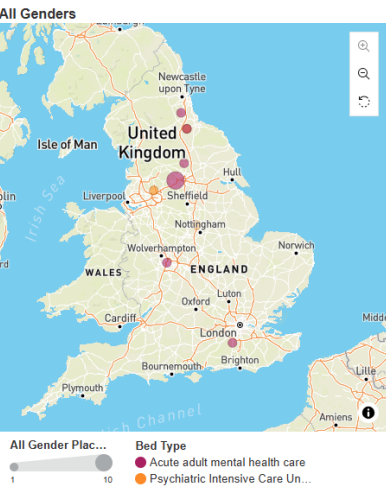 All Genders
Newcastle
upon Tyne
United
Kingdom
Isle of Man
Hull
Irish Sea
Liverpool
Sheffield
Nottingham
Norwich
Wolverhampton
WALES
ENGLAND
Luton
Oxford
Cardiff
London
Bournemouth
Brighton
Plymouth
Lille
Amiens
Channel
All Gender Plac...
1
10
Bed Type
Acute adult mental health care
Psychiatric Intensive Care Un...